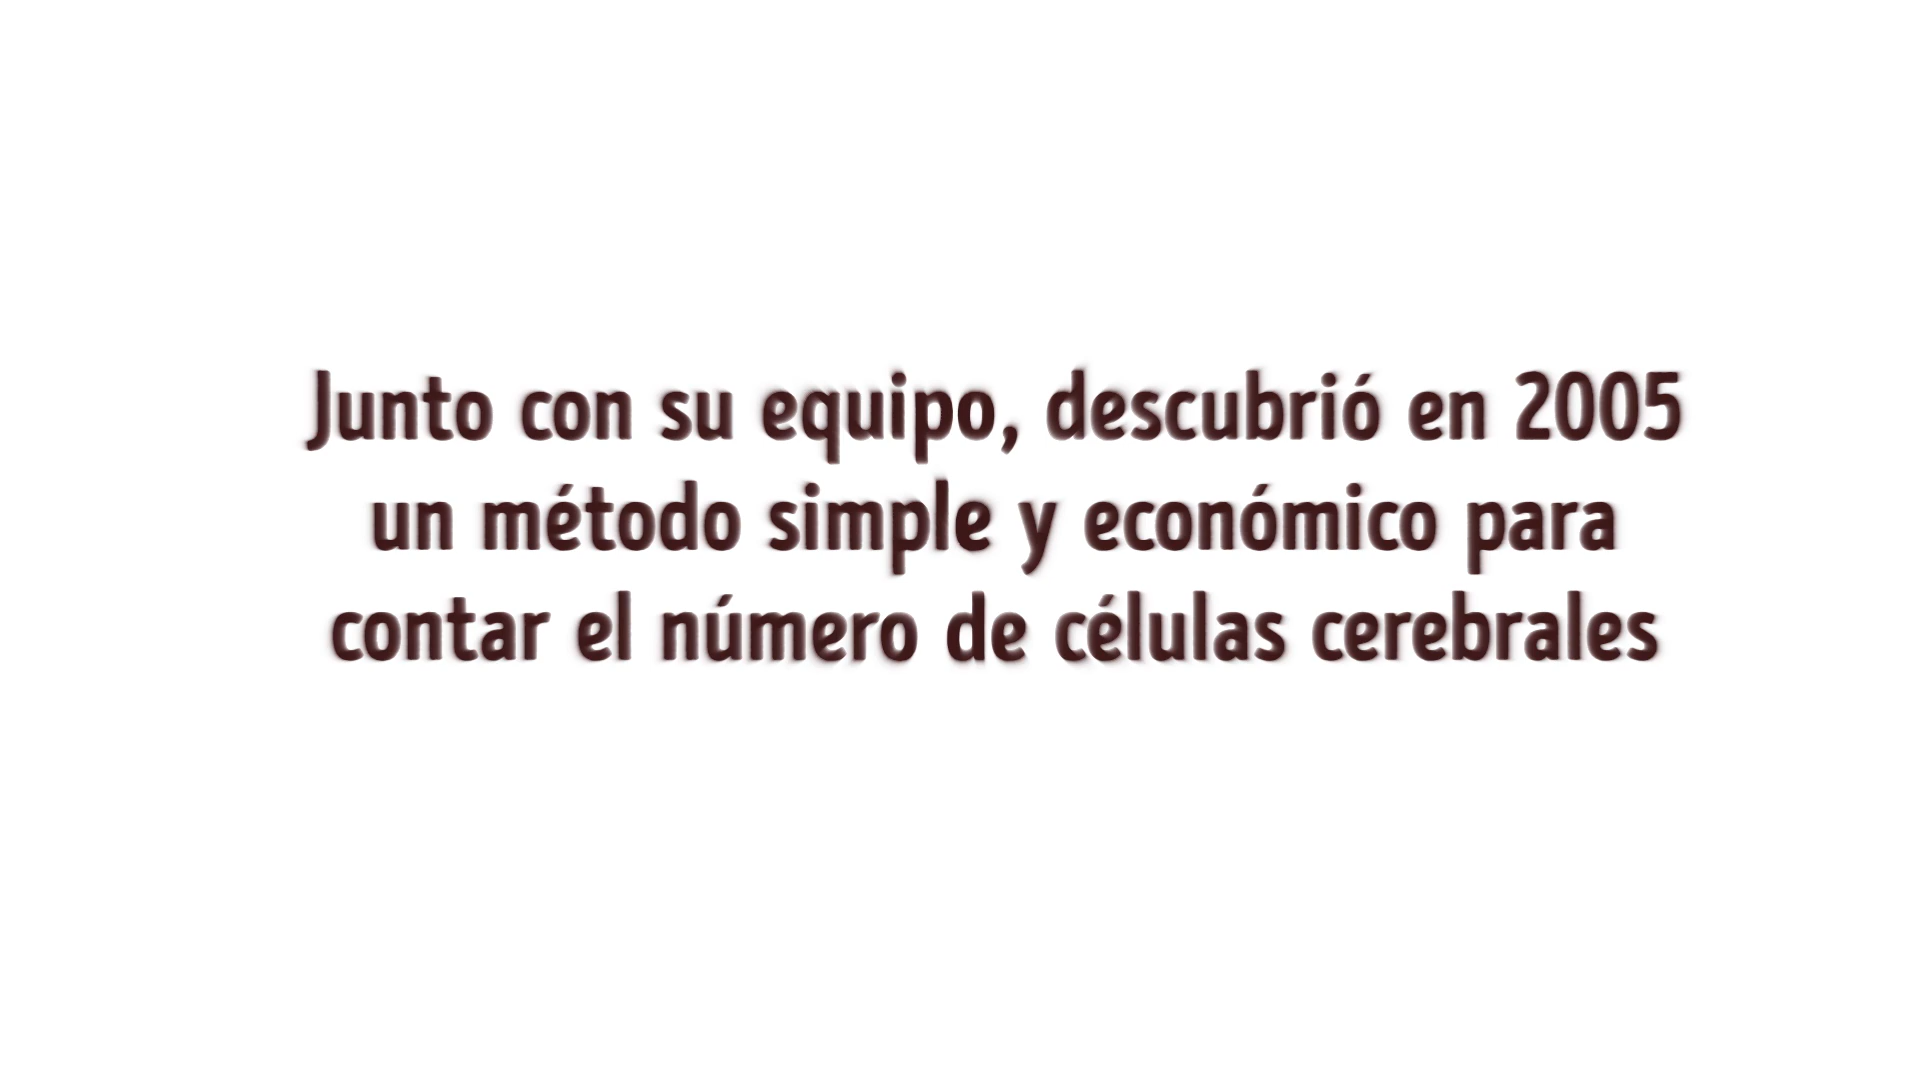 Junto con su equipo, descubrió en 2005
un método simple y económico para
contar el número de células cerebrales